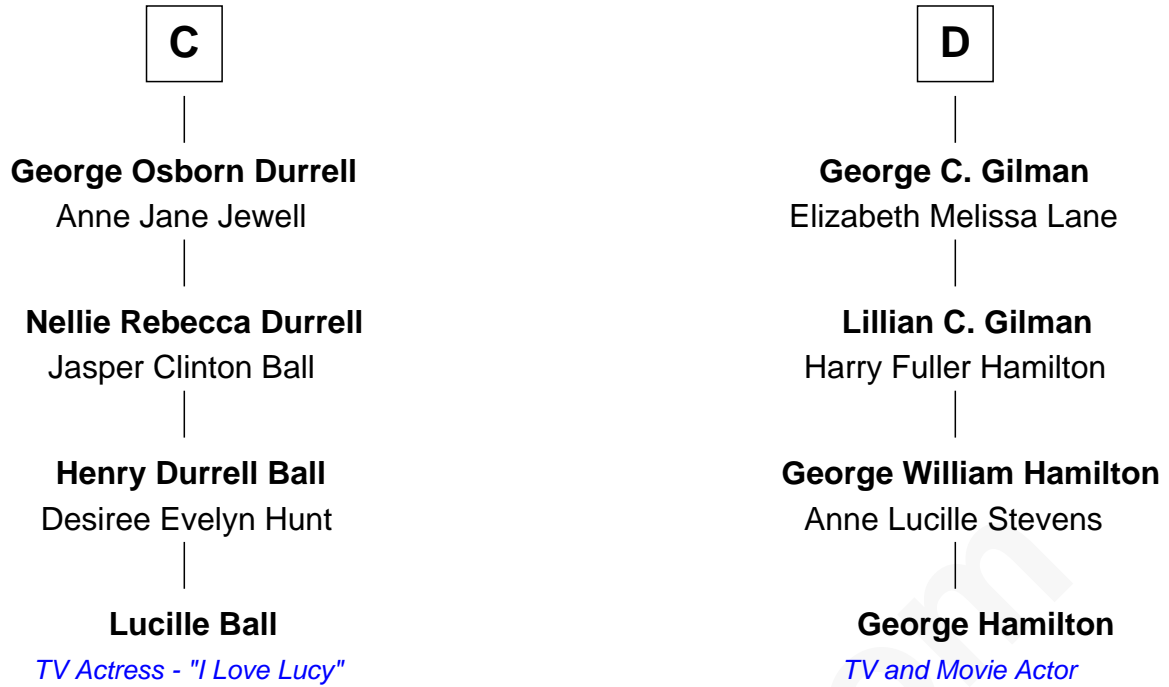 C
George Osborn Durrell
Anne Jane Jewell
Nellie Rebecca Durrell
Jasper Clinton Ball
Henry Durrell Ball
Desiree Evelyn Hunt
Lucille Ball
TV Actress - "I Love Lucy"
D
George C. Gilman
Elizabeth Melissa Lane
Lillian C. Gilman
Harry Fuller Hamilton
George William Hamilton
Anne Lucille Stevens
George Hamilton
TV and Movie Actor